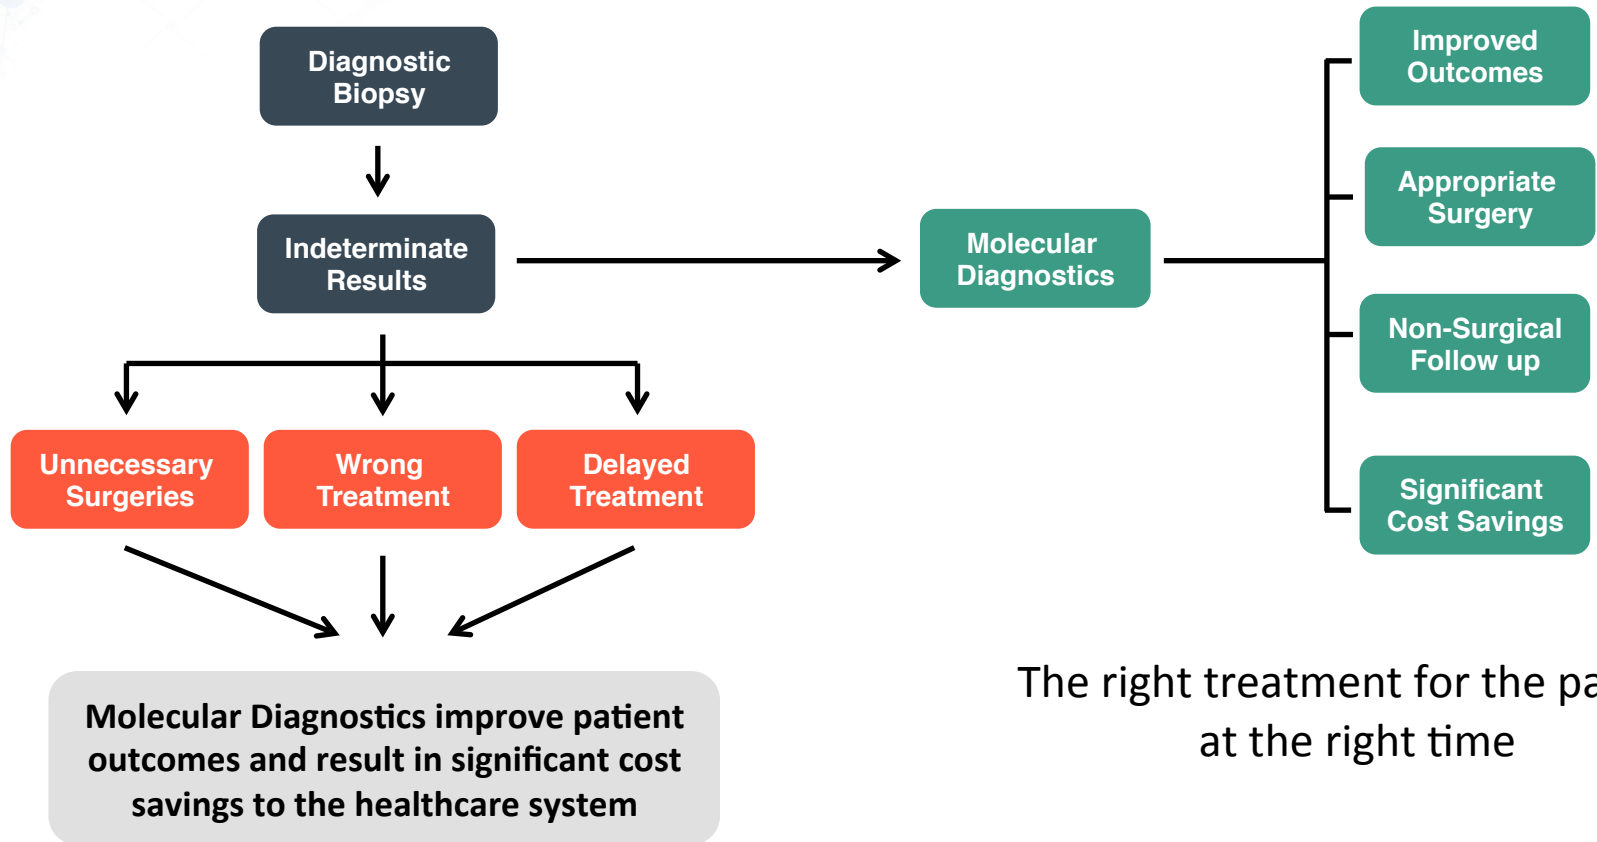 Diagnostic
Biopsy
Indeterminate
Results
Unnecessary
Surgeries
Wrong
Treatment
Delayed
Treatment
Molecular Diagnostics improve patient
outcomes and result in significant cost
savings to the healthcare system
Molecular
Diagnostics
Improved
Outcomes
Appropriate
Surgery
Non-Surgical
Follow up
Significant
Cost Savings
The right treatment for the
at the right time